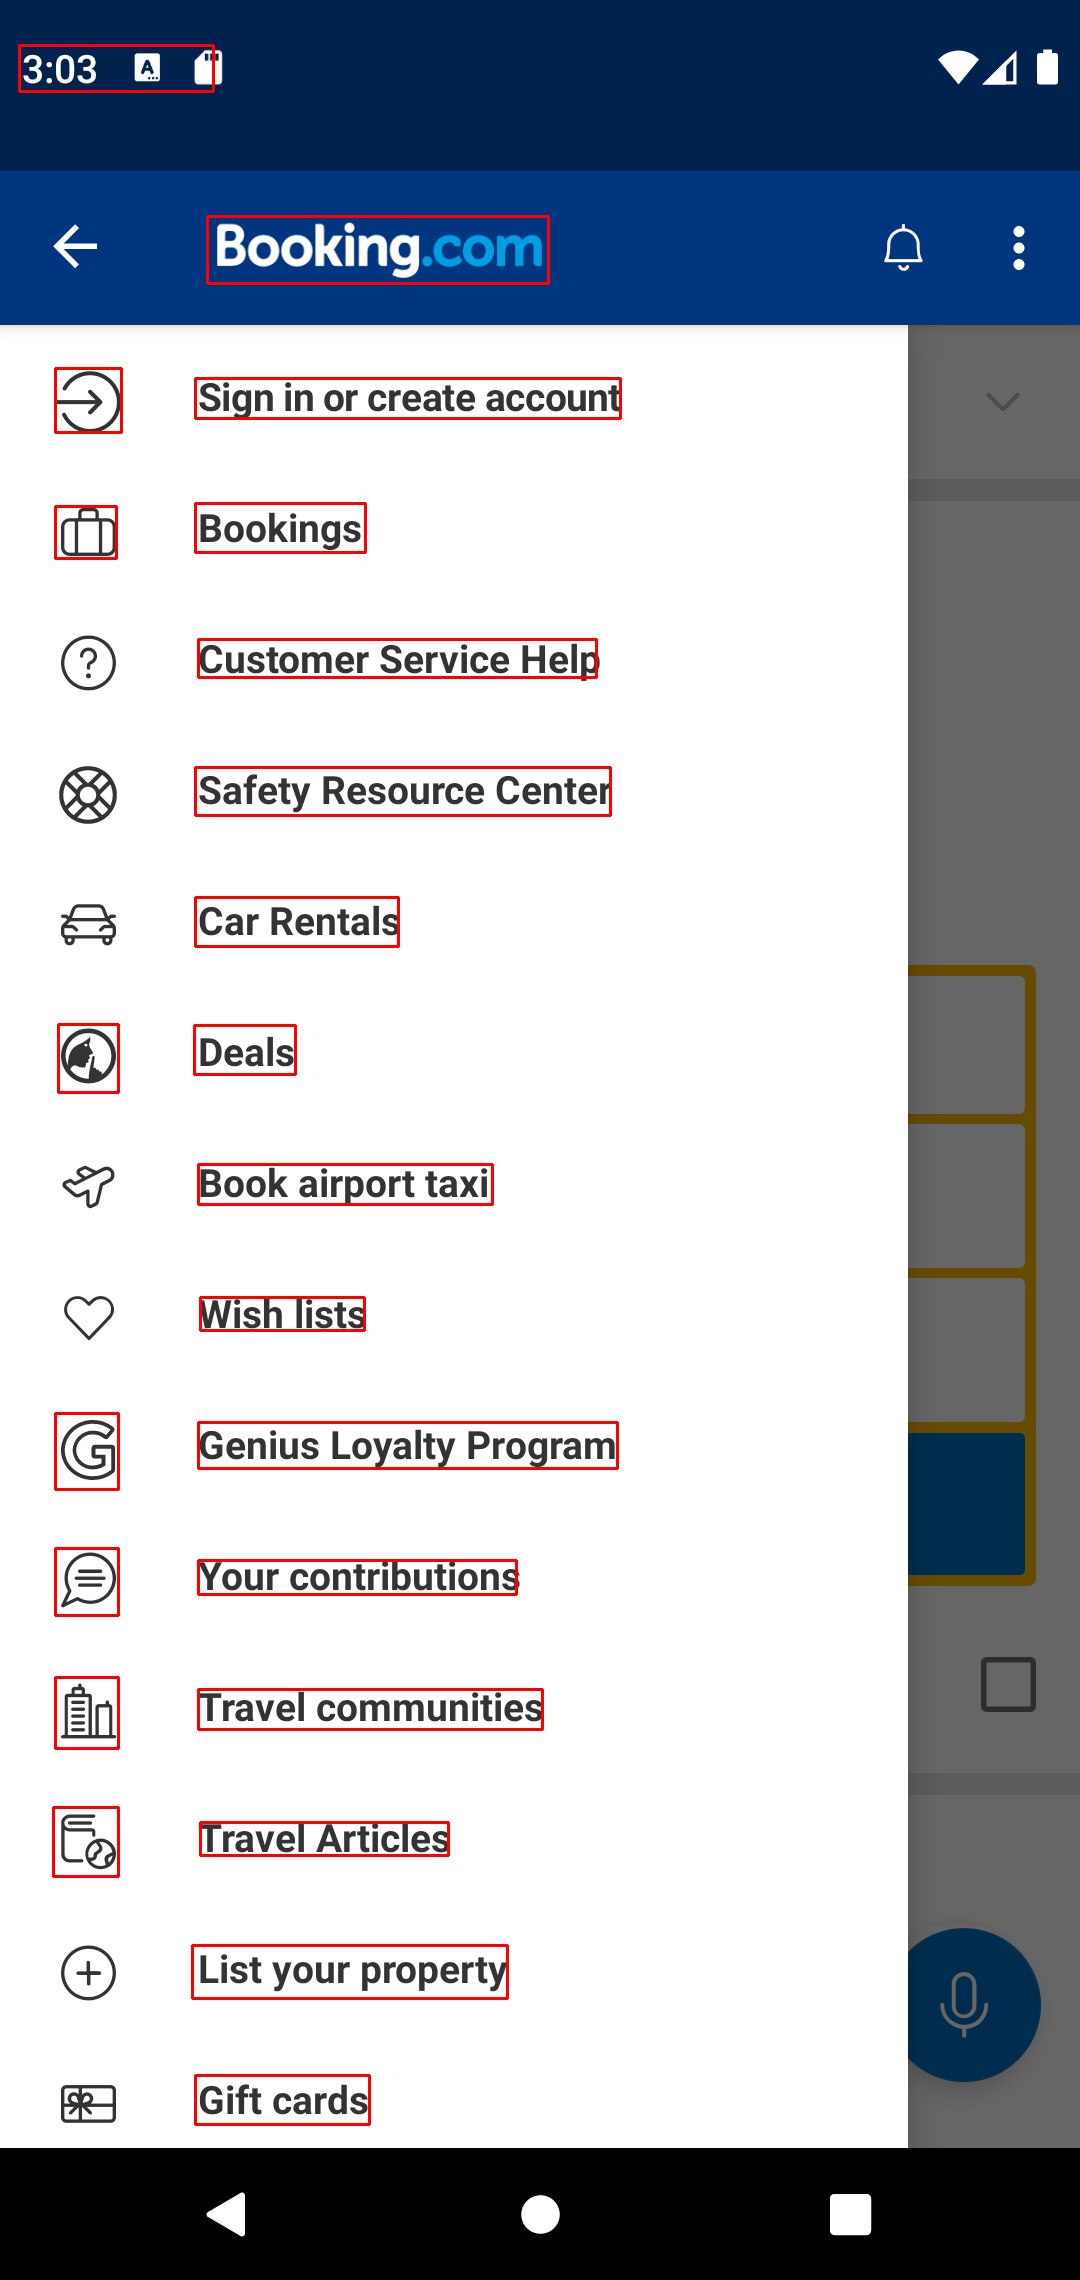 3:03
Booking.com
Sign in or create account
Bookings
Customer Service Help
Safety Resource Center
Car Rentals
Deals
Book airport taxi
Wish lists
Genius Loyalty Program
Your contributions
Travel communities
Travel Articles
List your property
Gift cards